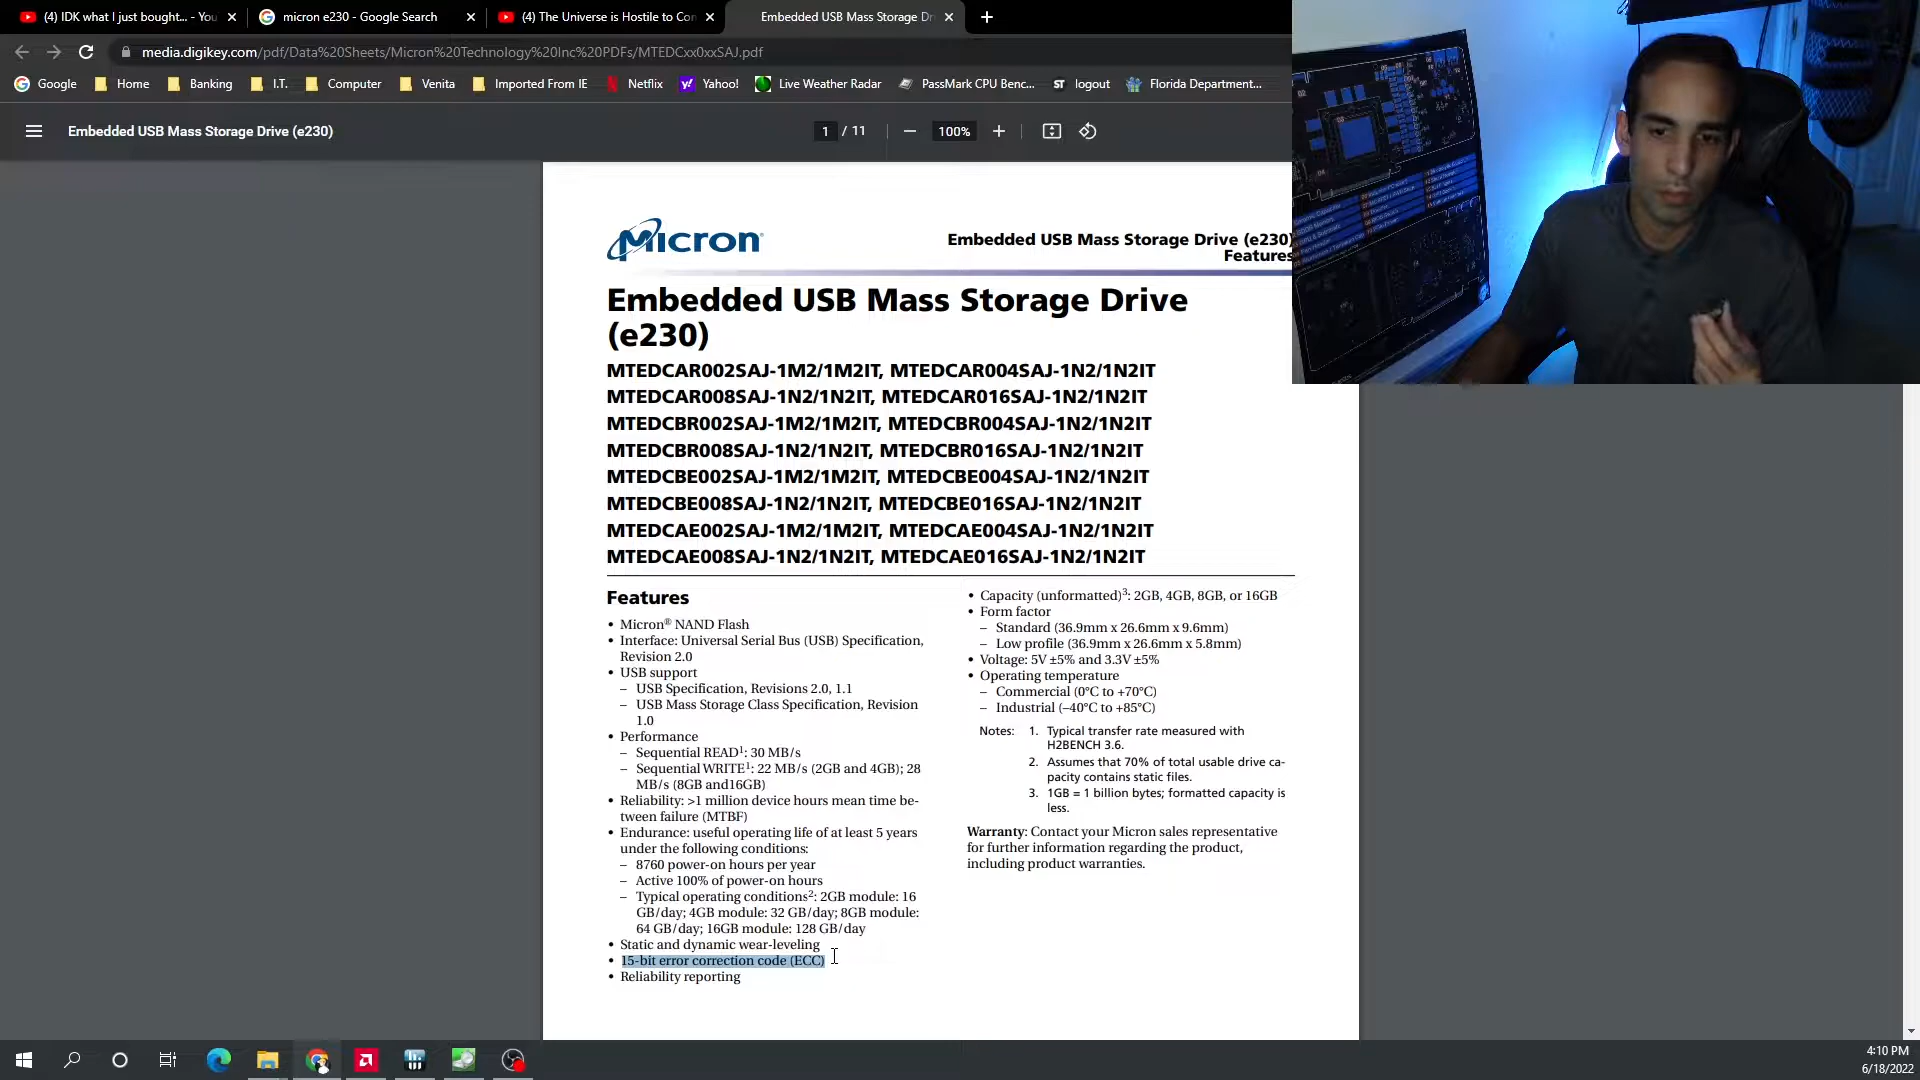 (4) IDK what I just bought... - You
micron e230 - Google Search
(4) The Universe is Hostile to Con
Embedded USB Mass Storage Dri
media.digikey.com/pdf/Data%20Sheets/Micron%20Technology%20Inc%20PDFs/MTEDCxx0xxSAJ.pdf
Google Home Banking I.T. Computer Venita Imported From IE Netflix Yahoo! Live Weather Radar PassMark CPU Benc... ST logout Florida Department...
Embedded USB Mass Storage Drive (e230)
1 / 11
100%
Micron®
Embedded USB Mass Storage Drive (e230)
Features
Embedded USB Mass Storage Drive
(e230)
MTEDCAR002SAJ-1M2/1M2IT, MTEDCAR004SAJ-1N2/1N2IT
MTEDCAR008SAJ-1N2/1N2IT, MTEDCAR016SAJ-1N2/1N2IT
MTEDCBR002SAJ-1M2/1M2IT, MTEDCBR004SAJ-1N2/1N2IT
MTEDCBR008SAJ-1N2/1N2IT, MTEDCBR016SAJ-1N2/1N2IT
MTEDCBE002SAJ-1M2/1M2IT, MTEDCBE004SAJ-1N2/1N2IT
MTEDCBE008SAJ-1N2/1N2IT, MTEDCBE016SAJ-1N2/1N2IT
MTEDCAE002SAJ-1M2/1M2IT, MTEDCAE004SAJ-1N2/1N2IT
MTEDCAE008SAJ-1N2/1N2IT, MTEDCAE016SAJ-1N2/1N2IT
Features
• Micron® NAND Flash
• Interface: Universal Serial Bus (USB) Specification,
Revision 2.0
• USB support
– USB Specification, Revisions 2.0, 1.1
– USB Mass Storage Class Specification, Revision
1.0
• Performance
– Sequential READ1: 30 MB/s
– Sequential WRITE1: 22 MB/s (2GB and 4GB); 28
MB/s (8GB and16GB)
• Reliability: >1 million device hours mean time be-
tween failure (MTBF)
• Endurance: useful operating life of at least 5 years
under the following conditions:
– 8760 power-on hours per year
– Active 100% of power-on hours
– Typical operating conditions2: 2GB module: 16
GB/day; 4GB module: 32 GB/day; 8GB module:
64 GB/day; 16GB module: 128 GB/day
• Static and dynamic wear-leveling
• 15-bit error correction code (ECC)
• Reliability reporting
• Capacity (unformatted)3: 2GB, 4GB, 8GB, or 16GB
• Form factor
– Standard (36.9mm x 26.6mm x 9.6mm)
– Low profile (36.9mm x 26.6mm x 5.8mm)
• Voltage: 5V ±5% and 3.3V ±5%
• Operating temperature
– Commercial (0°C to +70°C)
– Industrial (–40°C to +85°C)
Notes: 1. Typical transfer rate measured with
H2BENCH 3.6.
2. Assumes that 70% of total usable drive ca-
pacity contains static files.
3. 1GB = 1 billion bytes; formatted capacity is
less.
Warranty: Contact your Micron sales representative
for further information regarding the product,
including product warranties.
4:10 PM
6/18/2022